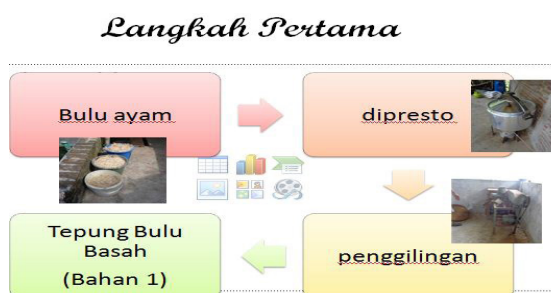 Langkah Pertama
Bulu ayam
dipresto
penggilingan
Tepung Bulu
Basah
(Bahan 1)